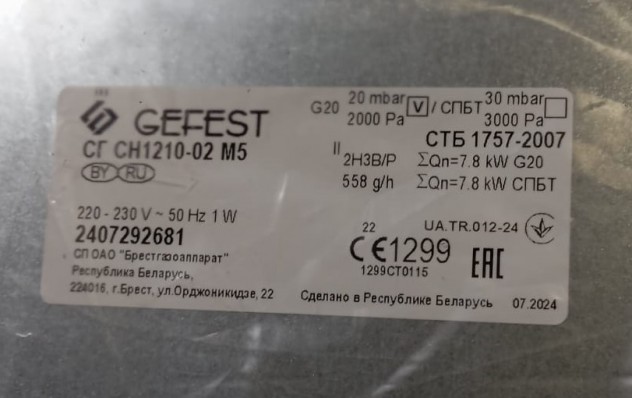 GEFEST
G20 20 mbar 2000 Pa V / СПБТ 30 mbar 3000 Pa
СГ СН1210-02 М5
СТБ 1757-2007
BY RU
II 2H3B/P ΣQn=7.8 kW G20
558 g/h ΣQn=7.8 kW СПБТ
220 - 230 V ~ 50 Hz 1 W
2407292681
22 UA.TR.012-24
CE1299 EAC
1299CT0115
СП ОАО "Брестгазоаппарат"
Республика Беларусь,
224016, г.Брест, ул.Орджоникидзе, 22
Сделано в Республике Беларусь 07.2024